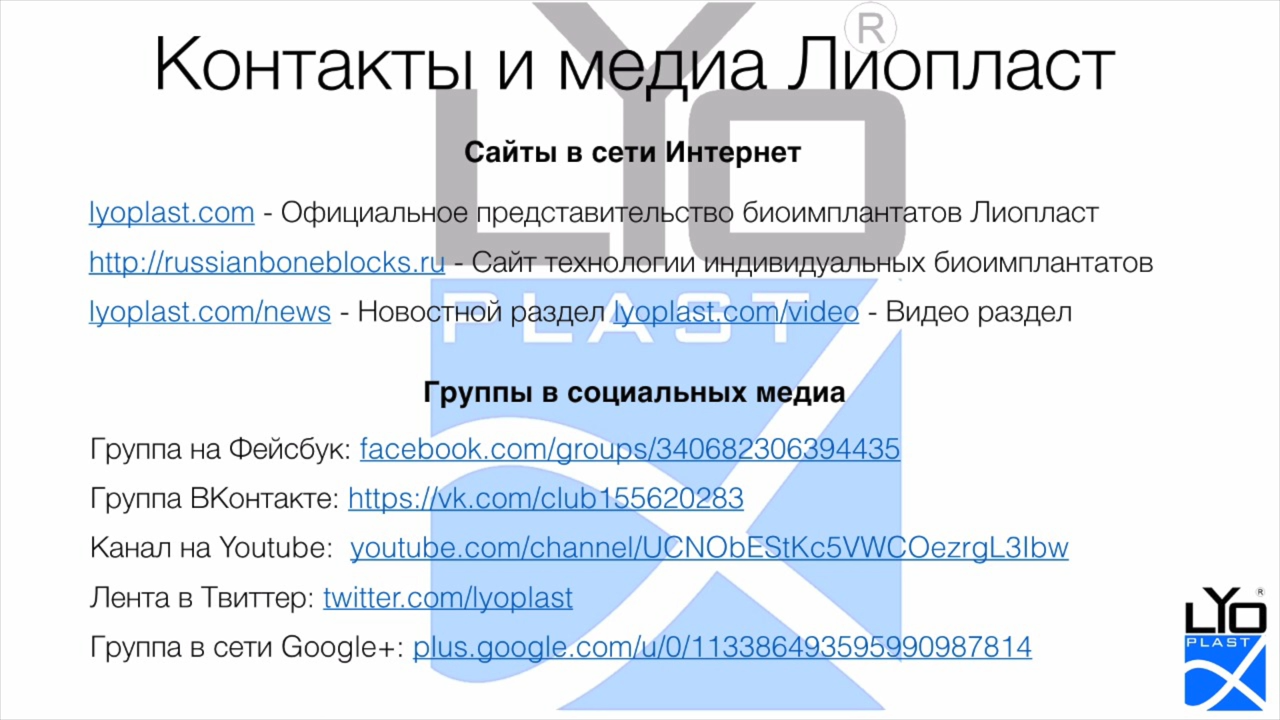 Контакты и медиа Лиопласт
Сайты в сети Интернет
lyoplast.com - Официальное представительство биоимплантатов Лиопласт
http://russianboneblocks.ru - Сайт технологии индивидуальных биоимплантатов
lyoplast.com/news - Новостной раздел lyoplast.com/video - Видео раздел
Группы в социальных медиа
Группа на Фейсбук: facebook.com/groups/340682306394435
Группа ВКонтакте: https://vk.com/club155620283
Канал на Youtube: youtube.com/channel/UCNObEStKc5VWCOezrgL3Ibw
Лента в Твиттер: twitter.com/lyoplast
Группа в сети Google+: plus.google.com/u/0/113386493595990987814
LYO ®
PLAST
LYO ®
PLAST